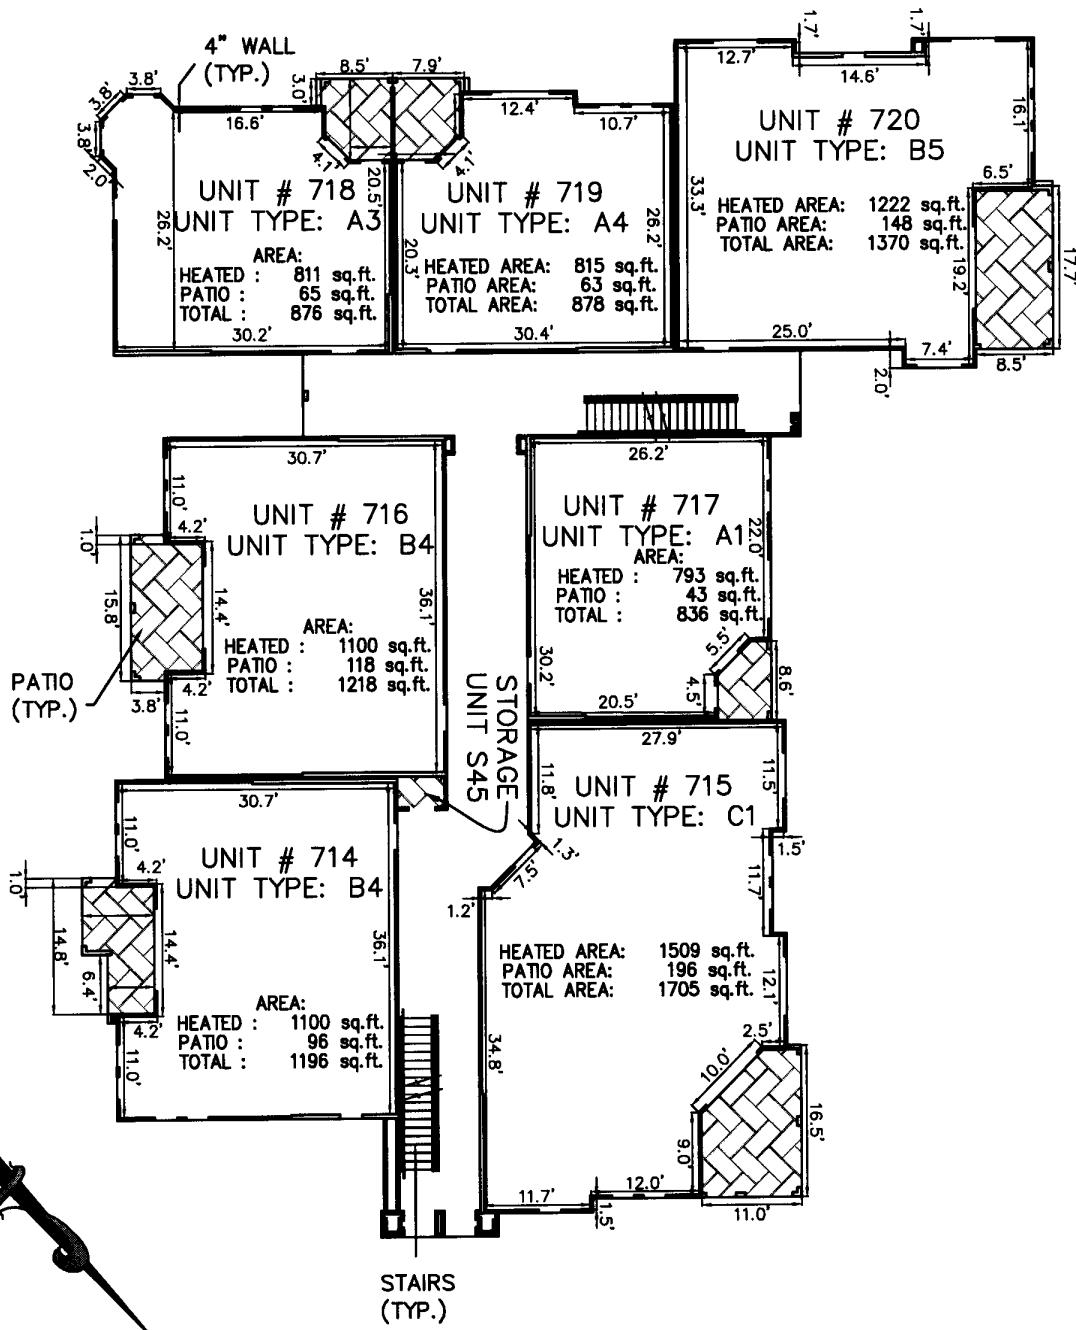 4" WALL
(TYP.)
3.8'
3.8'
3.8'
2.0'
16.6'
3.0'
8.5'
7.9'
4.1'
4.1'
12.4'
10.7'
26.2'
20.5'
20.3'
26.2'
UNIT # 718
UNIT TYPE: A3
AREA:
HEATED : 811 sq.ft.
PATIO : 65 sq.ft.
TOTAL : 876 sq.ft.
30.2'
UNIT # 719
UNIT TYPE: A4
HEATED AREA: 815 sq.ft.
PATIO AREA: 63 sq.ft.
TOTAL AREA: 878 sq.ft.
30.4'
12.7'
1.7'
14.6'
1.7'
16.1'
33.3'
UNIT # 720
UNIT TYPE: B5
HEATED AREA: 1222 sq.ft.
PATIO AREA: 148 sq.ft.
TOTAL AREA: 1370 sq.ft.
6.5'
19.2'
17.7'
25.0'
7.4'
2.0'
8.5'
30.7'
11.0'
4.2'
1.0'
15.8'
14.4'
4.2'
3.8'
11.0'
36.1'
UNIT # 716
UNIT TYPE: B4
AREA:
HEATED : 1100 sq.ft.
PATIO : 118 sq.ft.
TOTAL : 1218 sq.ft.
PATIO
(TYP.)
26.2'
UNIT # 717
UNIT TYPE: A1
AREA:
HEATED : 793 sq.ft.
PATIO : 43 sq.ft.
TOTAL : 836 sq.ft.
22.0'
30.2'
5.5'
4.5'
8.6'
20.5'
STORAGE
UNIT S45
30.7'
11.0'
4.2'
1.0'
14.8'
6.4'
14.4'
4.2'
11.0'
36.1'
UNIT # 714
UNIT TYPE: B4
AREA:
HEATED : 1100 sq.ft.
PATIO : 96 sq.ft.
TOTAL : 1196 sq.ft.
27.9'
11.8'
11.5'
UNIT # 715
UNIT TYPE: C1
1.3'
7.5'
1.2'
1.5'
11.7'
HEATED AREA: 1509 sq.ft.
PATIO AREA: 196 sq.ft.
TOTAL AREA: 1705 sq.ft.
12.1'
2.5'
10.0'
34.8'
9.0'
16.5'
12.0'
11.7'
1.5'
11.0'
STAIRS
(TYP.)